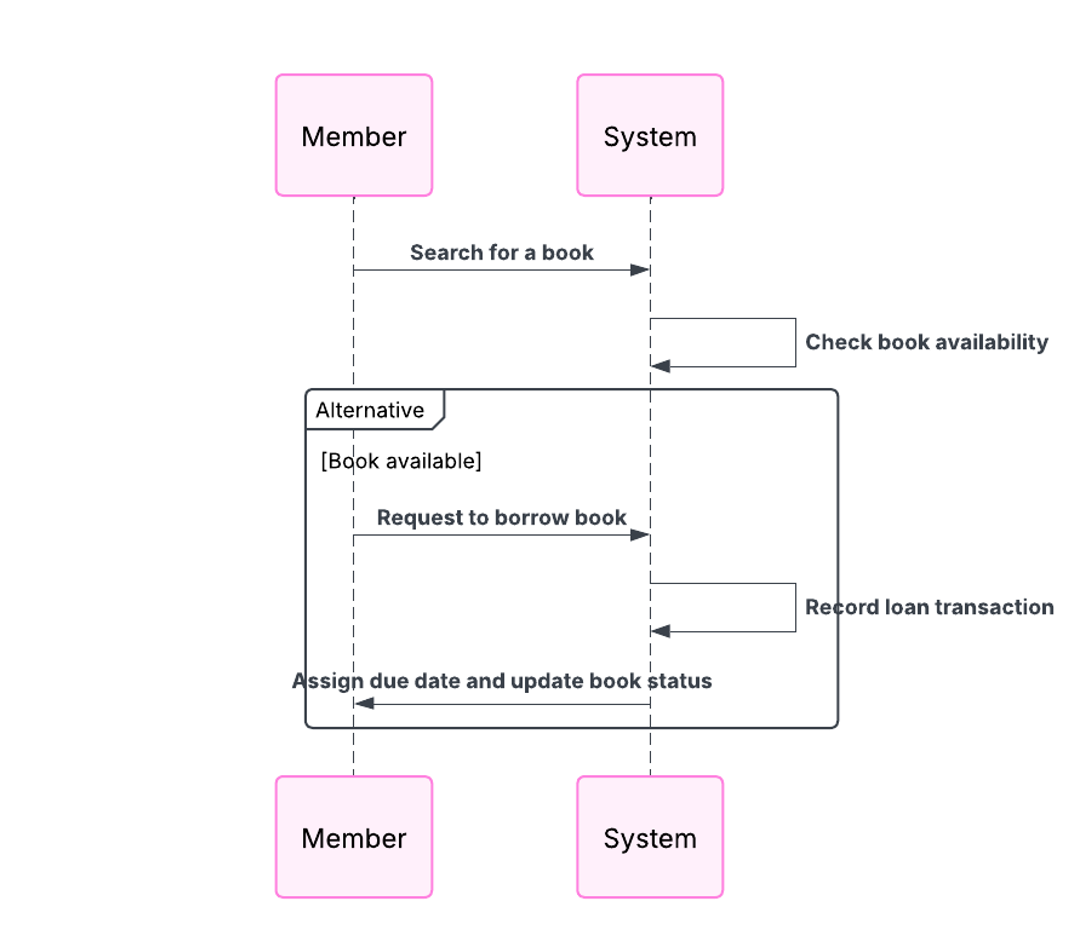 Member
System
Search for a book
Check book availability
Alternative
[Book available]
Request to borrow book
Record loan transaction
Assign due date and update book status
Member
System